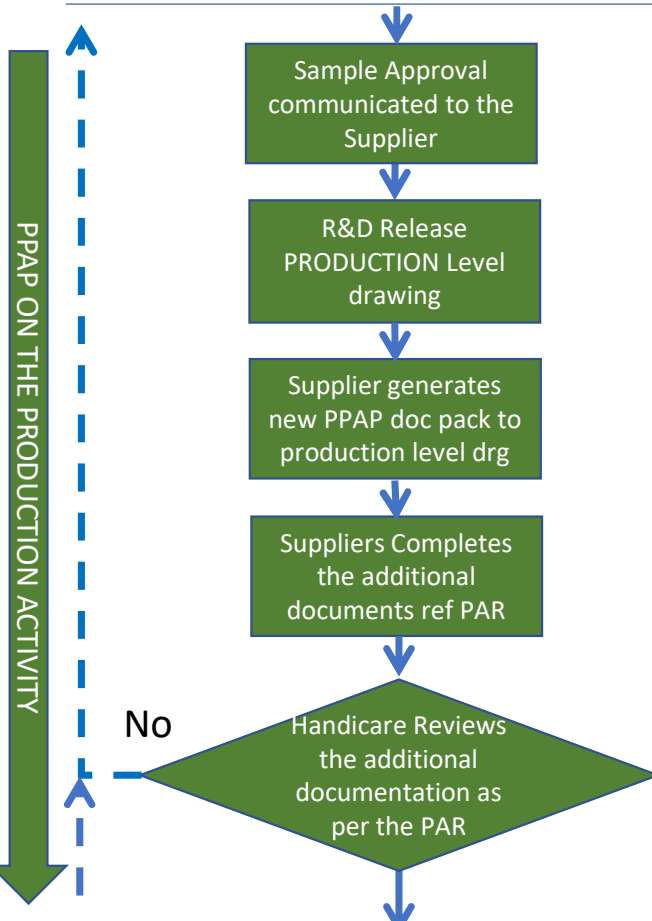 Sample Approval
communicated to the
Supplier
R&D Release
PRODUCTION Level
drawing
PPAP ON THE PRODUCTION ACTIVITY
Supplier generates
new PPAP doc pack to
production level drg
Suppliers Completes
the additional
documents ref PAR
No
Handicare Reviews
the additional
documentation as
per the PAR